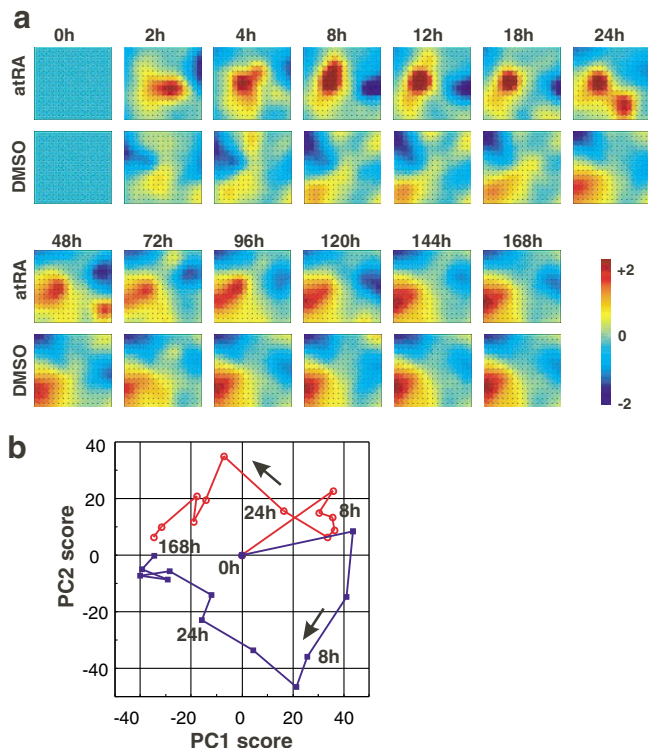 a
0h 2h 4h 8h 12h 18h 24h
atRA
DMSO
48h 72h 96h 120h 144h 168h
atRA
DMSO
+2
0
-2
b
40
20
0
-20
-40
PC2 score
8h
24h
168h
0h
24h
8h
-40 -20 0 20 40
PC1 score